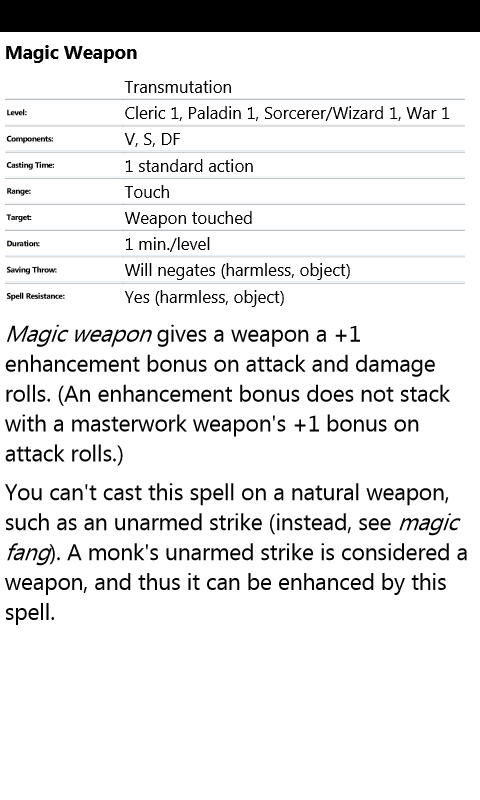 Magic Weapon
Transmutation
Level: Cleric 1, Paladin 1, Sorcerer/Wizard 1, War 1
Components: V, S, DF
Casting Time: 1 standard action
Range: Touch
Target: Weapon touched
Duration: 1 min./level
Saving Throw: Will negates (harmless, object)
Spell Resistance: Yes (harmless, object)
Magic weapon gives a weapon a +1
enhancement bonus on attack and damage
rolls. (An enhancement bonus does not stack
with a masterwork weapon's +1 bonus on
attack rolls.)
You can't cast this spell on a natural weapon,
such as an unarmed strike (instead, see magic
fang). A monk's unarmed strike is considered a
weapon, and thus it can be enhanced by this
spell.